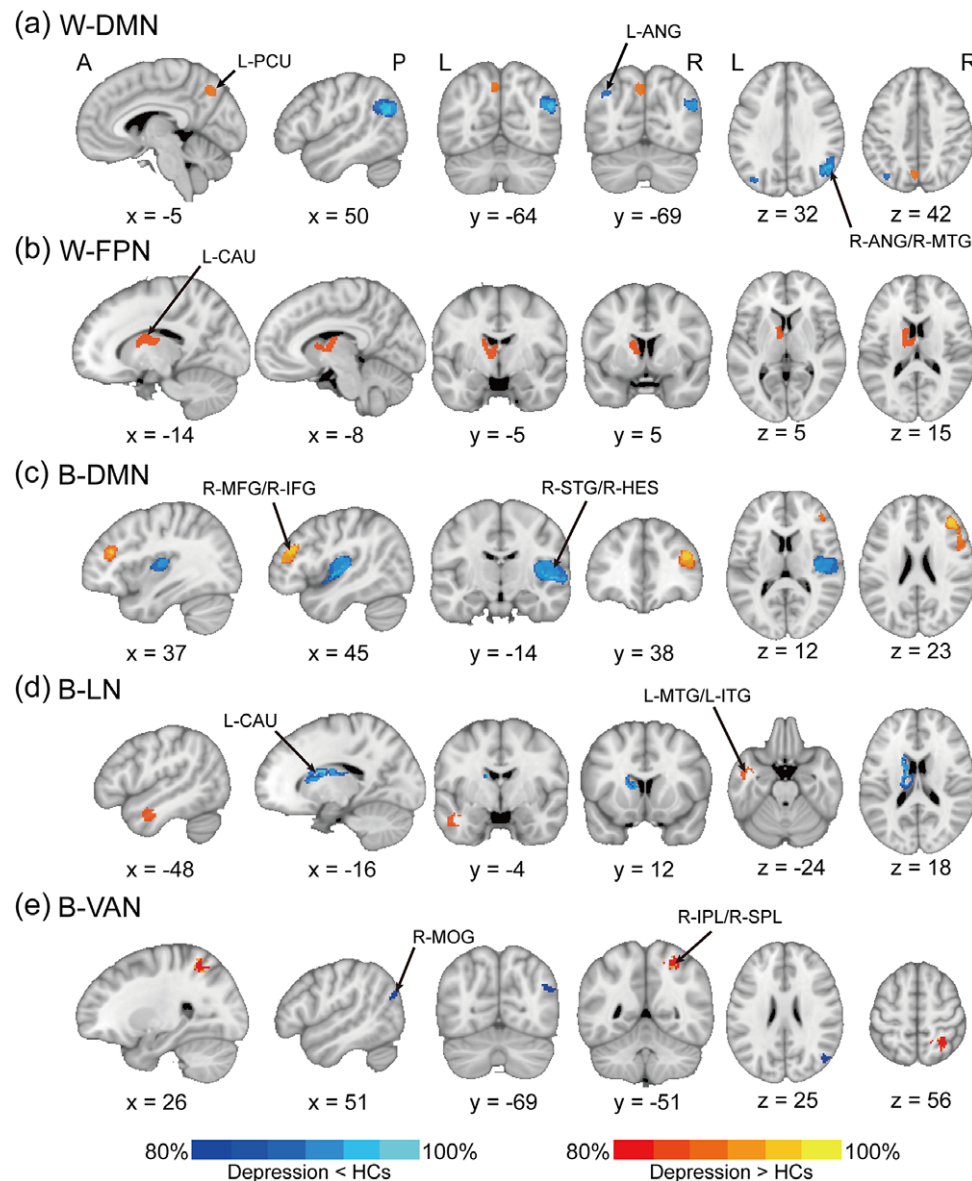 (a) W-DMN
L-PCU
L-ANG
A P L R L R
x = -5 x = 50 y = -64 y = -69 z = 32 z = 42
R-ANG/R-MTG
(b) W-FPN
L-CAU
x = -14 x = -8 y = -5 y = 5 z = 5 z = 15
(c) B-DMN
R-MFG/R-IFG R-STG/R-HES
x = 37 x = 45 y = -14 y = 38 z = 12 z = 23
(d) B-LN
L-CAU L-MTG/L-ITG
x = -48 x = -16 y = -4 y = 12 z = -24 z = 18
(e) B-VAN
R-MOG R-IPL/R-SPL
x = 26 x = 51 y = -69 y = -51 z = 25 z = 56
80% 100% 80% 100%
Depression < HCs Depression > HCs